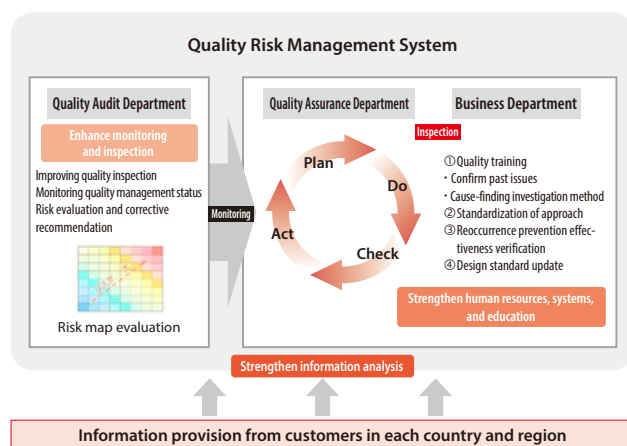 Quality Risk Management System
Quality Audit Department
Enhance monitoring
and inspection
Improving quality inspection
Monitoring quality management status
Risk evaluation and corrective
recommendation
Risk map evaluation
Monitoring
Quality Assurance Department
Plan
Do
Check
Act
Business Department
Inspection
①Quality training
・Confirm past issues
・Cause-finding investigation method
②Standardization of approach
③Reoccurrence prevention effec-
tiveness verification
④Design standard update
Strengthen human resources, systems,
and education
Strengthen information analysis
Information provision from customers in each country and region